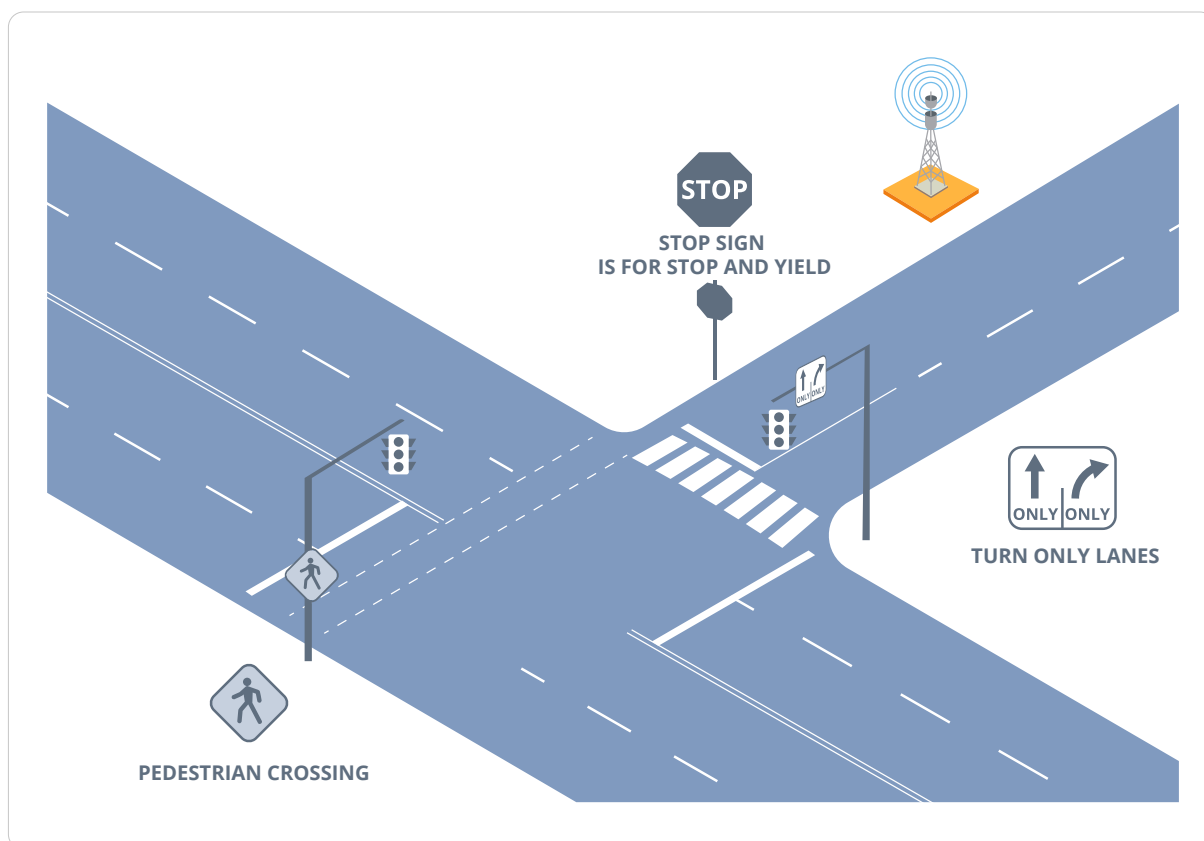 STOP
STOP SIGN
IS FOR STOP AND YIELD
ONLY ONLY
ONLY ONLY
TURN ONLY LANES
PEDESTRIAN CROSSING